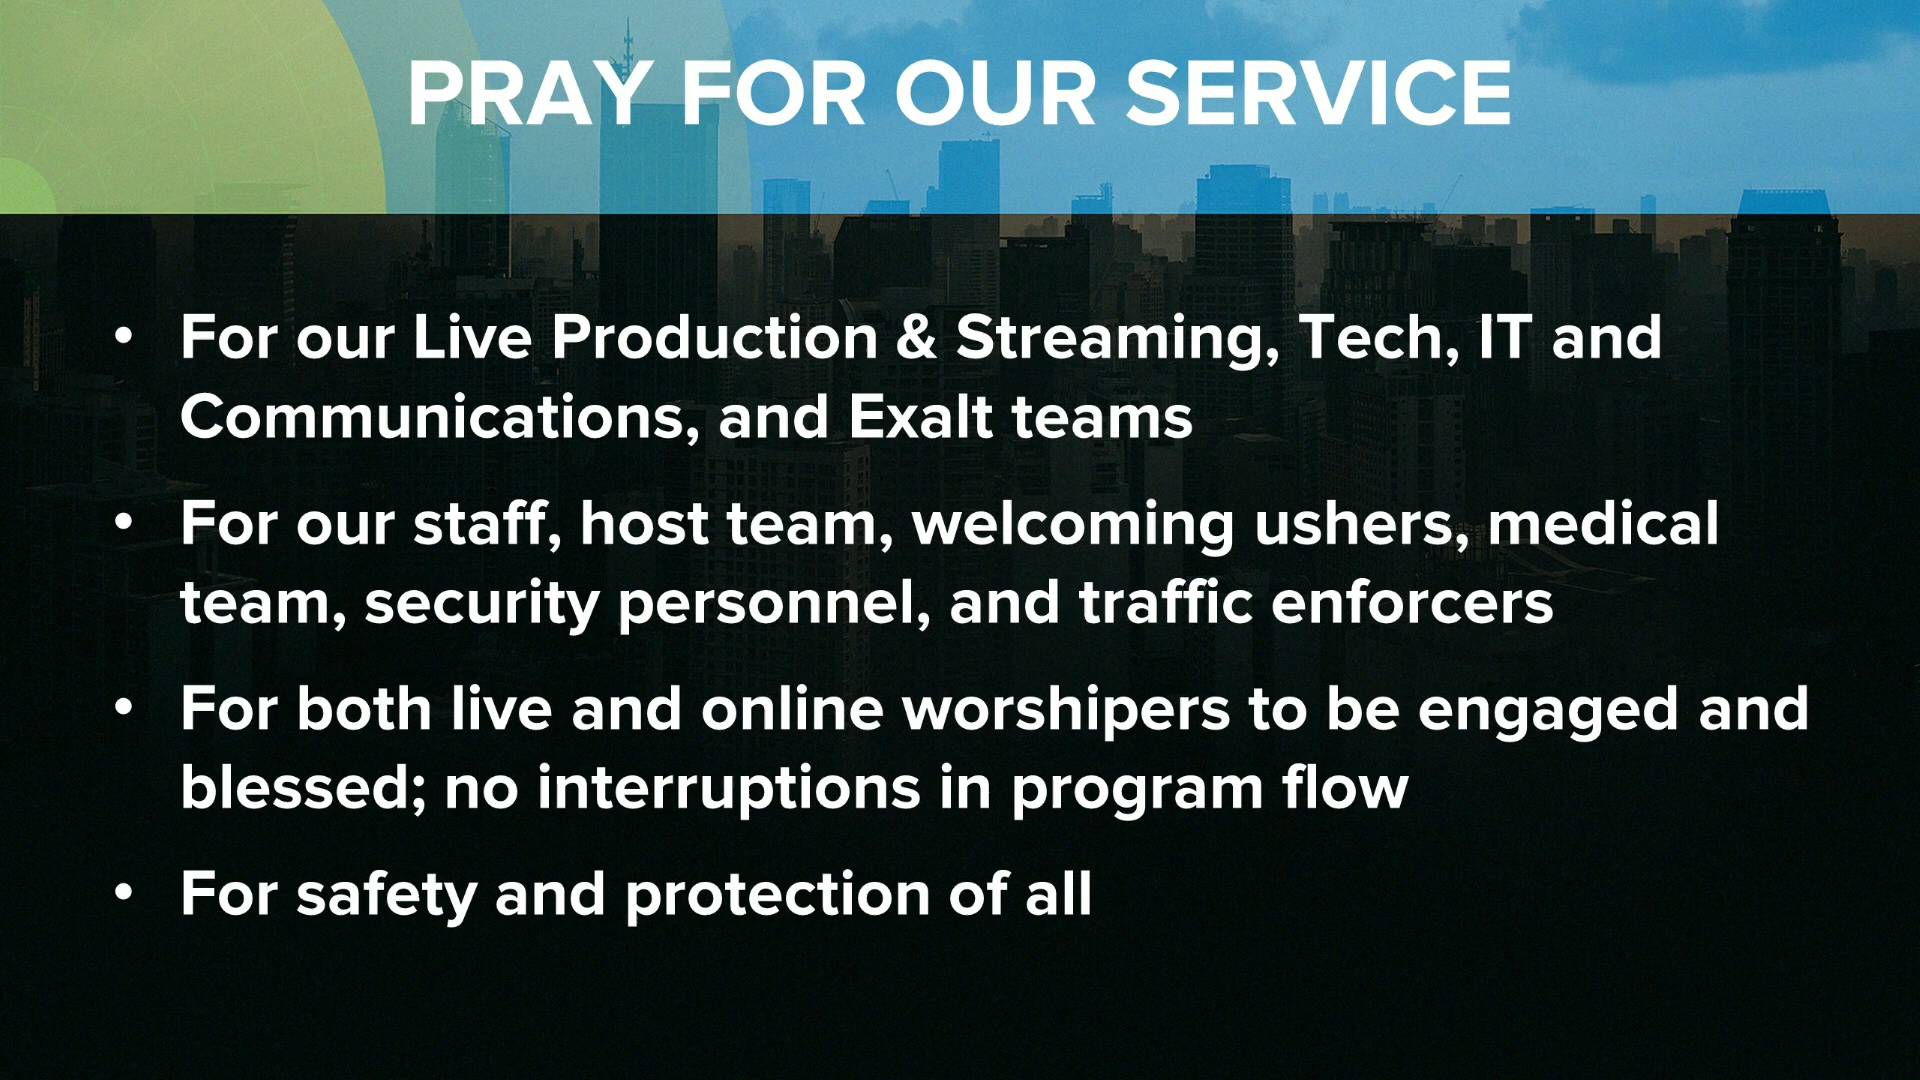 PRAY FOR OUR SERVICE
• For our Live Production & Streaming, Tech, IT and
Communications, and Exalt teams
• For our staff, host team, welcoming ushers, medical
team, security personnel, and traffic enforcers
• For both live and online worshipers to be engaged and
blessed; no interruptions in program flow
• For safety and protection of all